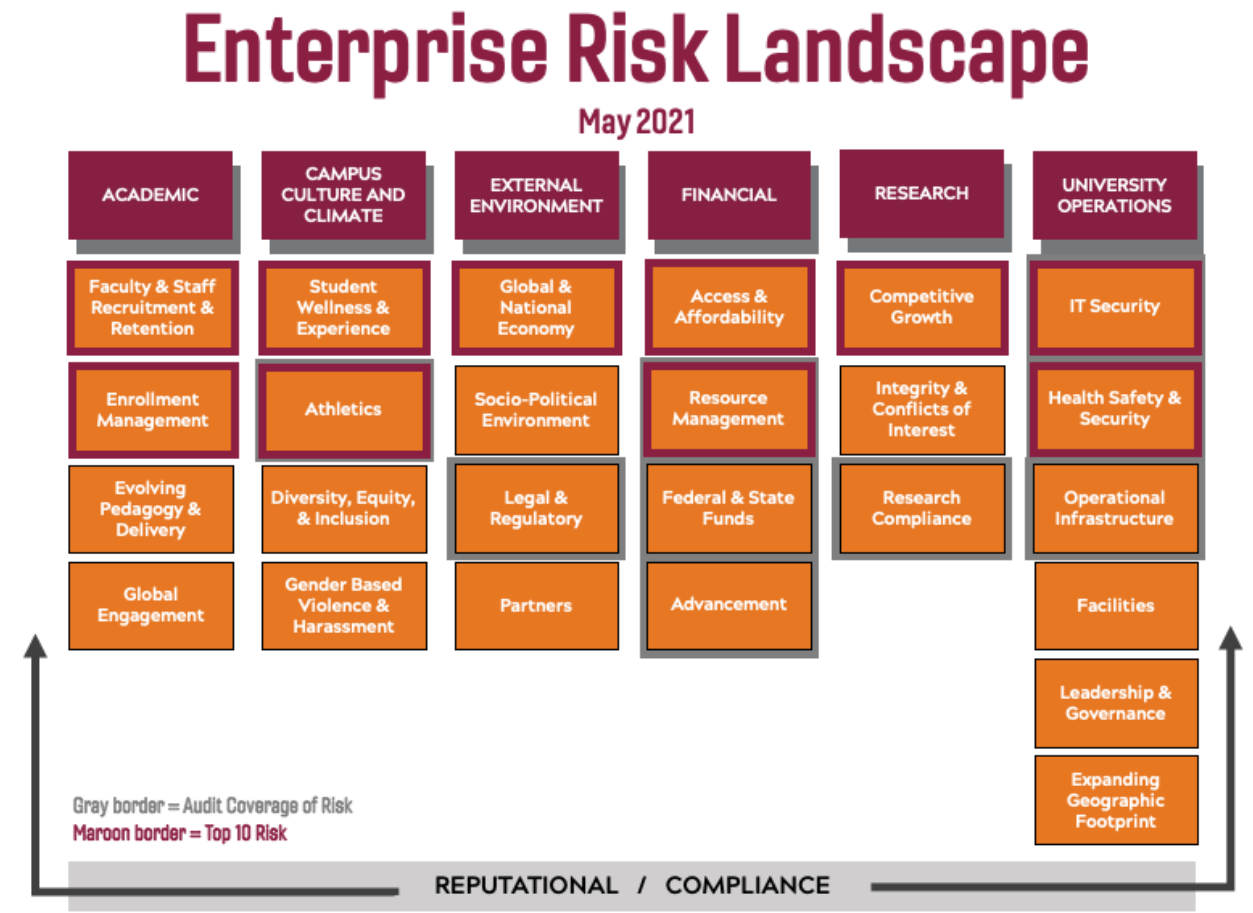 Enterprise Risk Landscape
May 2021
ACADEMIC
Faculty & Staff
Recruitment &
Retention
Enrollment
Management
Evolving
Pedagogy &
Delivery
Global
Engagement
CAMPUS
CULTURE AND
CLIMATE
Student
Wellness &
Experience
Athletics
Diversity, Equity,
& Inclusion
Gender Based
Violence &
Harassment
EXTERNAL
ENVIRONMENT
Global &
National
Economy
Socio-Political
Environment
Legal &
Regulatory
Partners
FINANCIAL
Access &
Affordability
Resource
Management
Federal & State
Funds
Advancement
RESEARCH
Competitive
Growth
Integrity &
Conflicts of
Interest
Research
Compliance
UNIVERSITY
OPERATIONS
IT Security
Health Safety &
Security
Operational
Infrastructure
Facilities
Leadership &
Governance
Expanding
Geographic
Footprint
Gray border = Audit Coverage of Risk
Maroon border = Top 10 Risk
REPUTATIONAL / COMPLIANCE